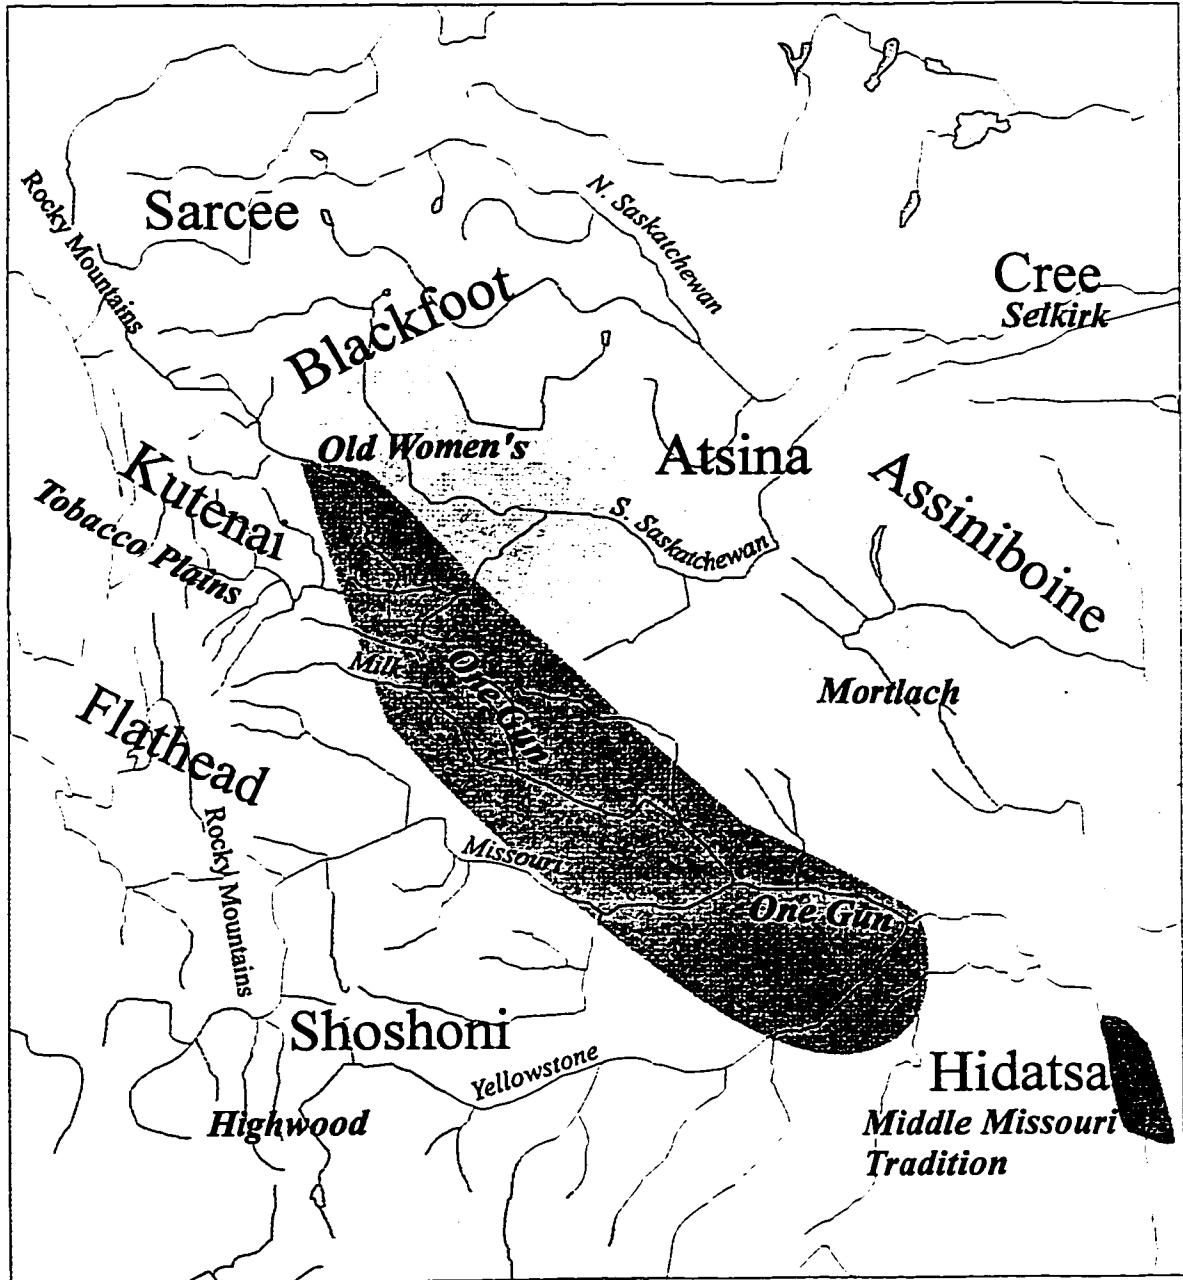 Rocky Mountains
Sarcee
N. Saskatchewan
Cree
Selkirk
Blackfoot
Old Women's
Atsina
Assiniboine
Kutenai
Tobacco Plains
S. Saskatchewan
Milk
One Gun
Mortlach
Flathead
Rocky Mountains
Missouri
One Gun
Shoshoni
Yellowstone
Highwood
Hidatsa
Middle Missouri
Tradition